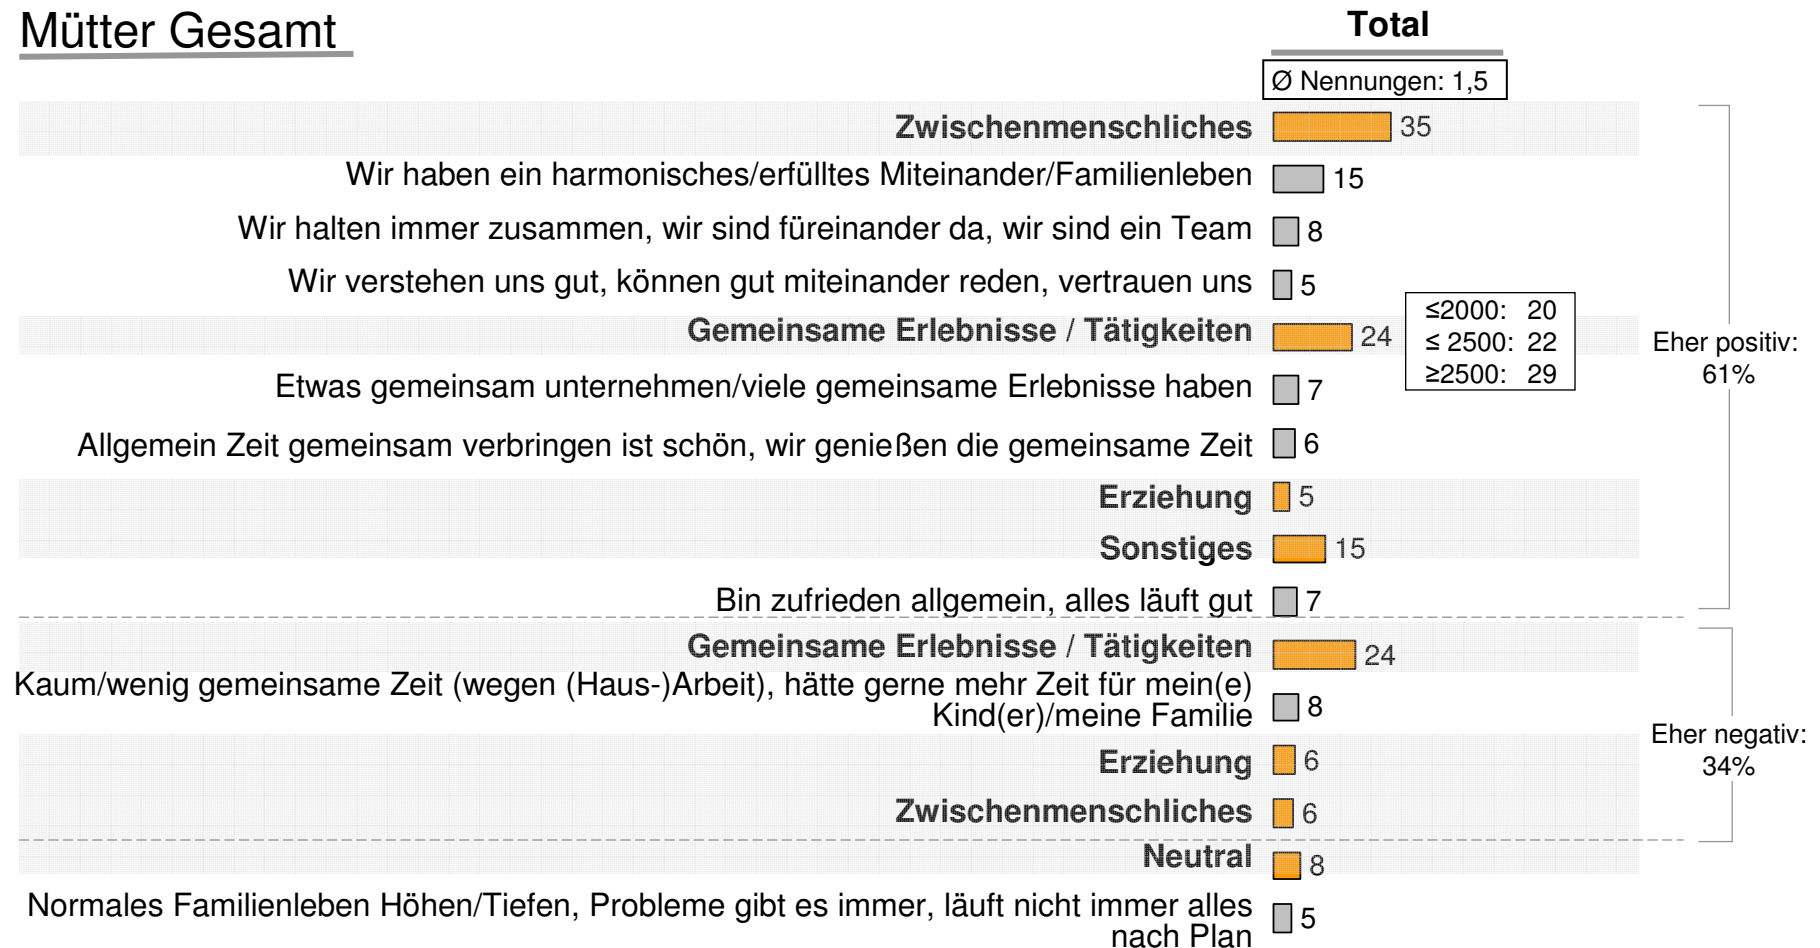 Mütter Gesamt
Total
Ø Nennungen: 1,5
Zwischenmenschliches 35
Wir haben ein harmonisches/erfülltes Miteinander/Familienleben 15
Wir halten immer zusammen, wir sind füreinander da, wir sind ein Team 8
Wir verstehen uns gut, können gut miteinander reden, vertrauen uns 5
Gemeinsame Erlebnisse / Tätigkeiten 24
≤2000: 20
≤ 2500: 22
≥2500: 29
Eher positiv:
61%
Etwas gemeinsam unternehmen/viele gemeinsame Erlebnisse haben 7
Allgemein Zeit gemeinsam verbringen ist schön, wir genießen die gemeinsame Zeit 6
Erziehung 5
Sonstiges 15
Bin zufrieden allgemein, alles läuft gut 7
Gemeinsame Erlebnisse / Tätigkeiten 24
Kaum/wenig gemeinsame Zeit (wegen (Haus-)Arbeit), hätte gerne mehr Zeit für mein(e)
Kind(er)/meine Familie 8
Eher negativ:
34%
Erziehung 6
Zwischenmenschliches 6
Neutral 8
Normales Familienleben Höhen/Tiefen, Probleme gibt es immer, läuft nicht immer alles
nach Plan 5